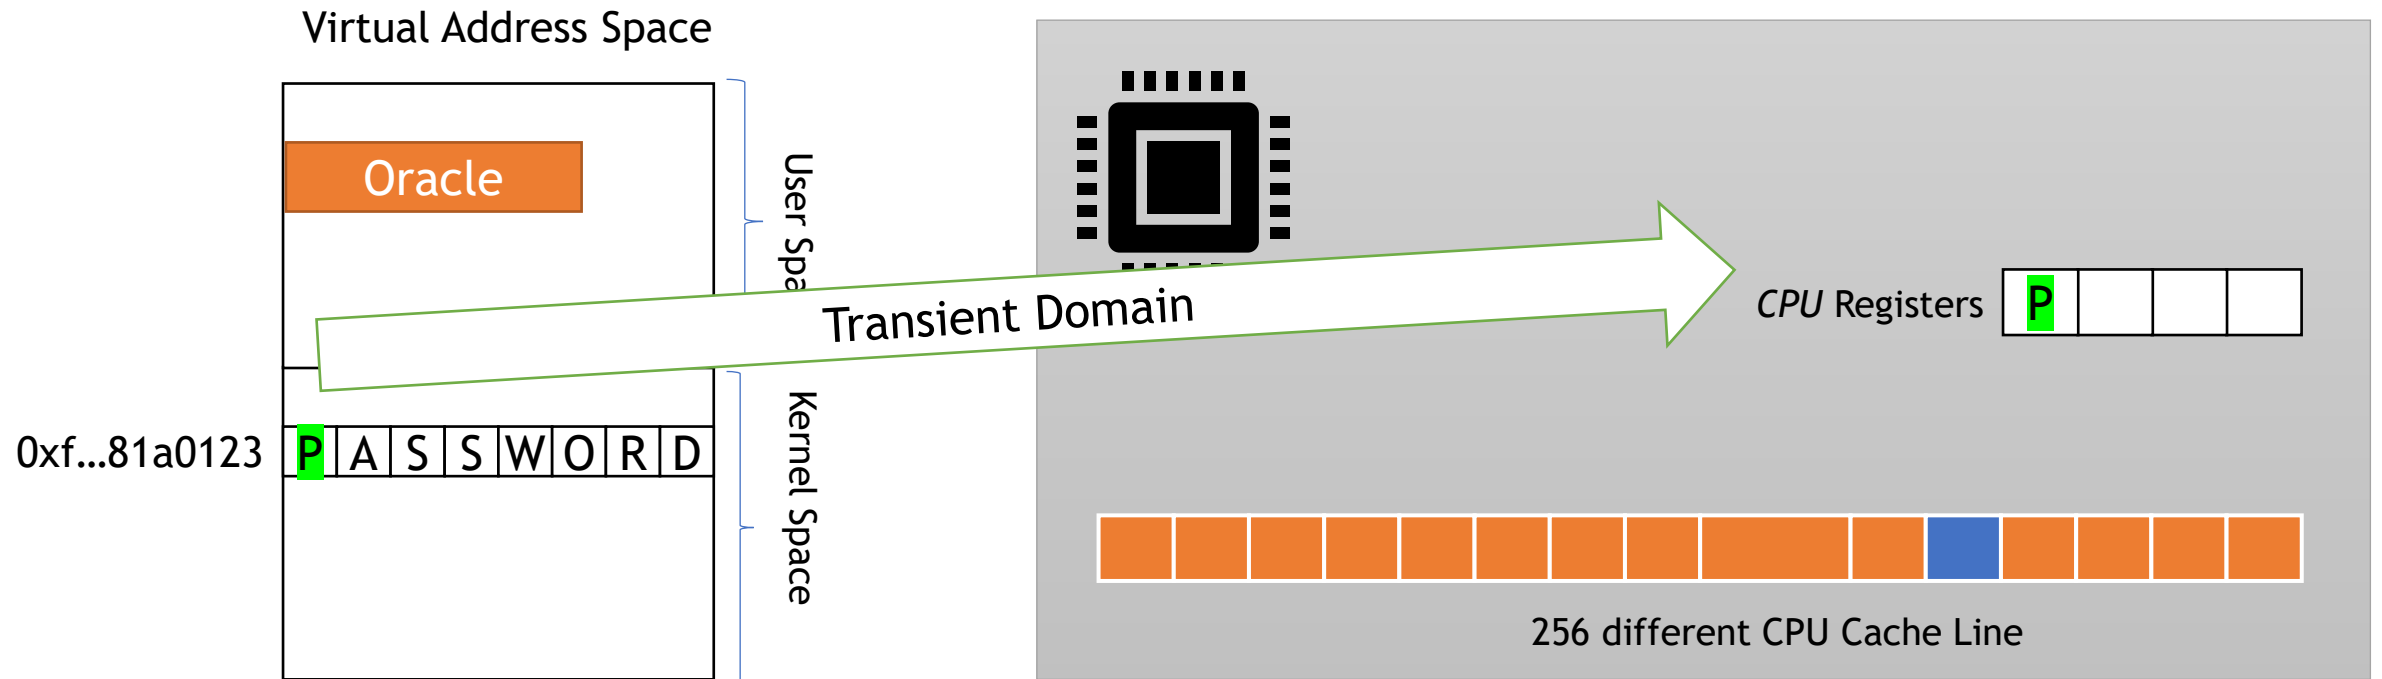 Virtual Address Space
Oracle
User Spa
Transient Domain
CPU Registers
P
0xf...81a0123
P A S S W O R D
Kernel Space
256 different CPU Cache Line